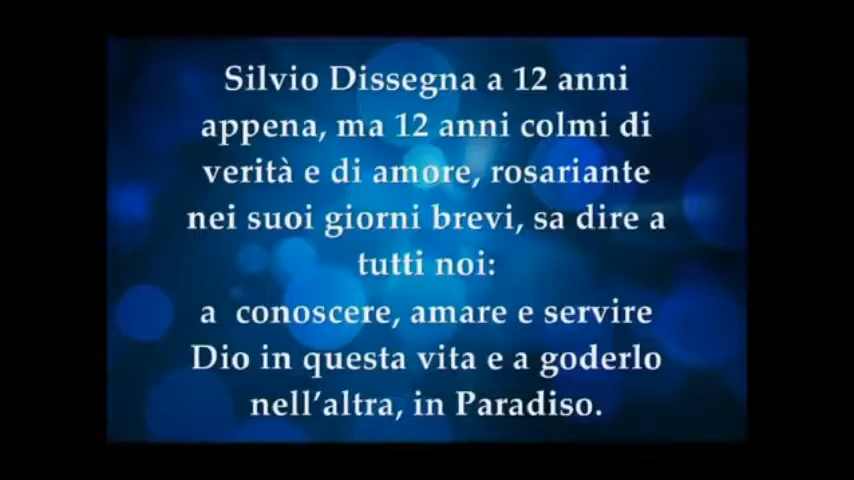 Silvio Dissegna a 12 anni
appena, ma 12 anni colmi di
verità e di amore, rosariante
nei suoi giorni brevi, sa dire a
tutti noi:
a  conoscere, amare e servire
Dio in questa vita e a goderlo
nell’altra, in Paradiso.